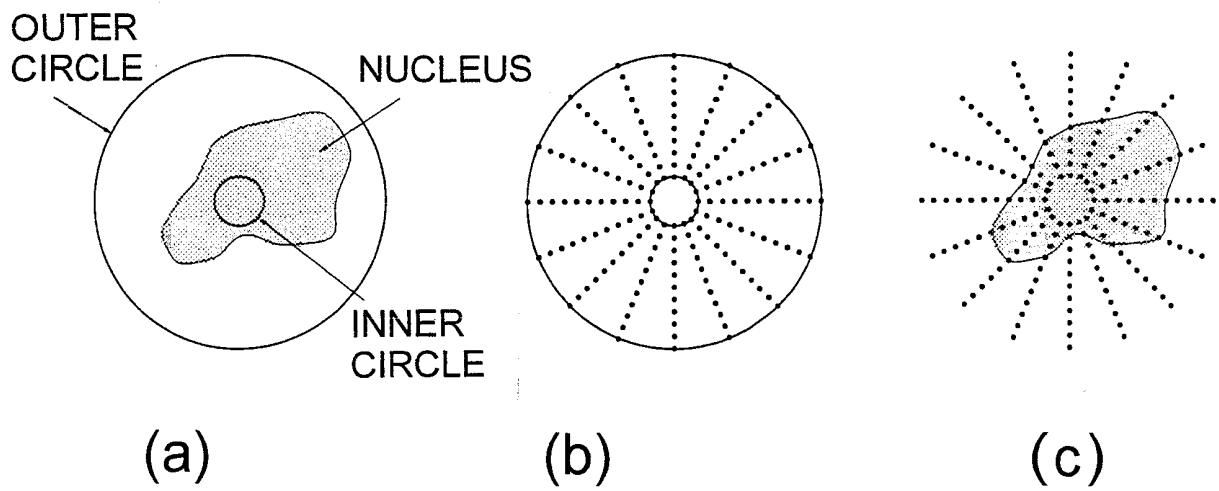 OUTER
CIRCLE
NUCLEUS
INNER
CIRCLE
(a)
(b)
(c)